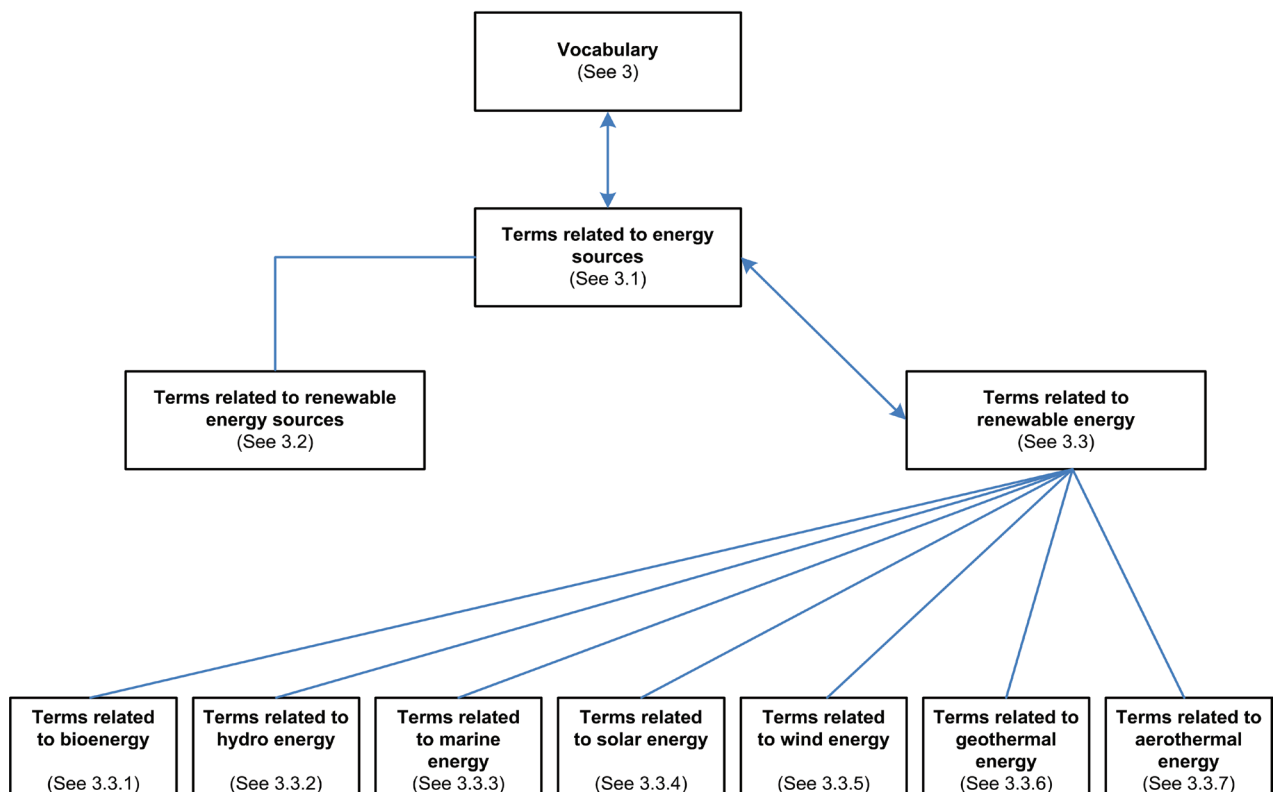 Vocabulary
(See 3)
Terms related to energy
sources
(See 3.1)
Terms related to renewable
energy sources
(See 3.2)
Terms related to
renewable energy
(See 3.3)
Terms related
to bioenergy
(See 3.3.1)
Terms related to
hydro energy
(See 3.3.2)
Terms related
to marine
energy
(See 3.3.3)
Terms related
to solar energy
(See 3.3.4)
Terms related
to wind energy
(See 3.3.5)
Terms related to
geothermal
energy
(See 3.3.6)
Terms related to
aerothermal
energy
(See 3.3.7)